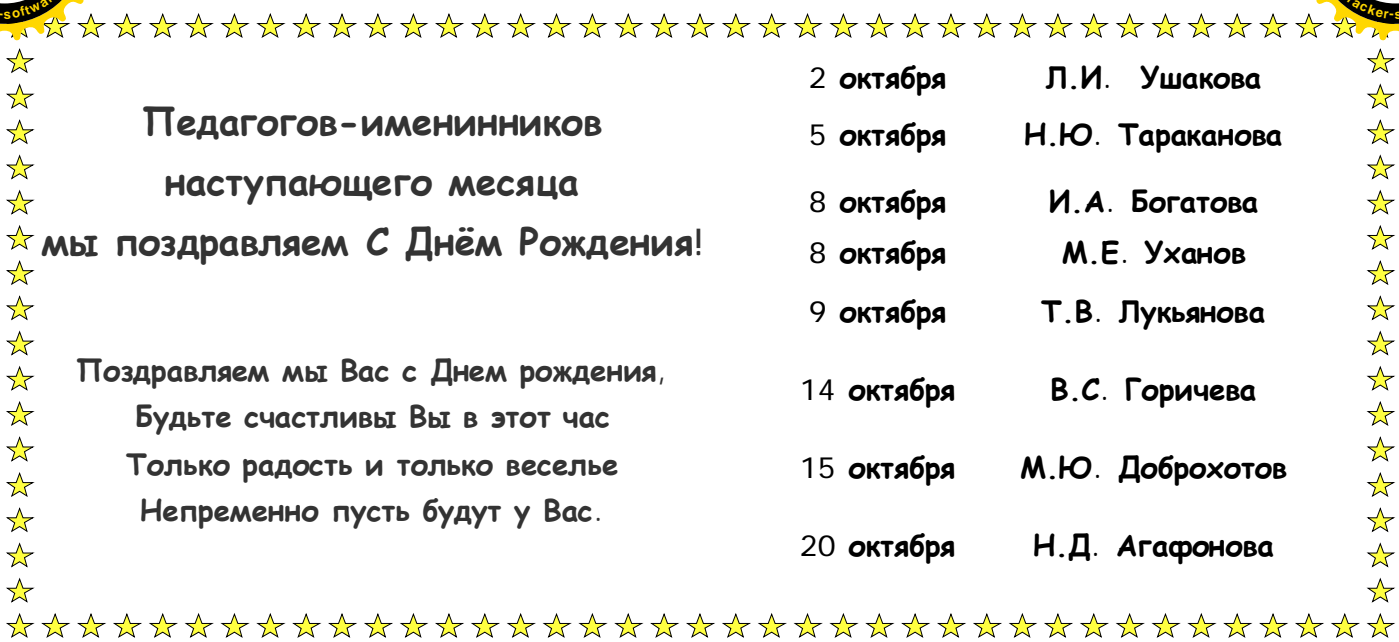 Педагогов-именинников
наступающего месяца
мы поздравляем С Днём Рождения!
Поздравляем мы Вас с Днем рождения,
Будьте счастливы Вы в этот час
Только радость и только веселье
Непременно пусть будут у Вас.
2 октября Л.И. Ушакова
5 октября Н.Ю. Тараканова
8 октября И.А. Богатова
8 октября М.Е. Уханов
9 октября Т.В. Лукьянова
14 октября В.С. Горичева
15 октября М.Ю. Доброхотов
20 октября Н.Д. Агафонова